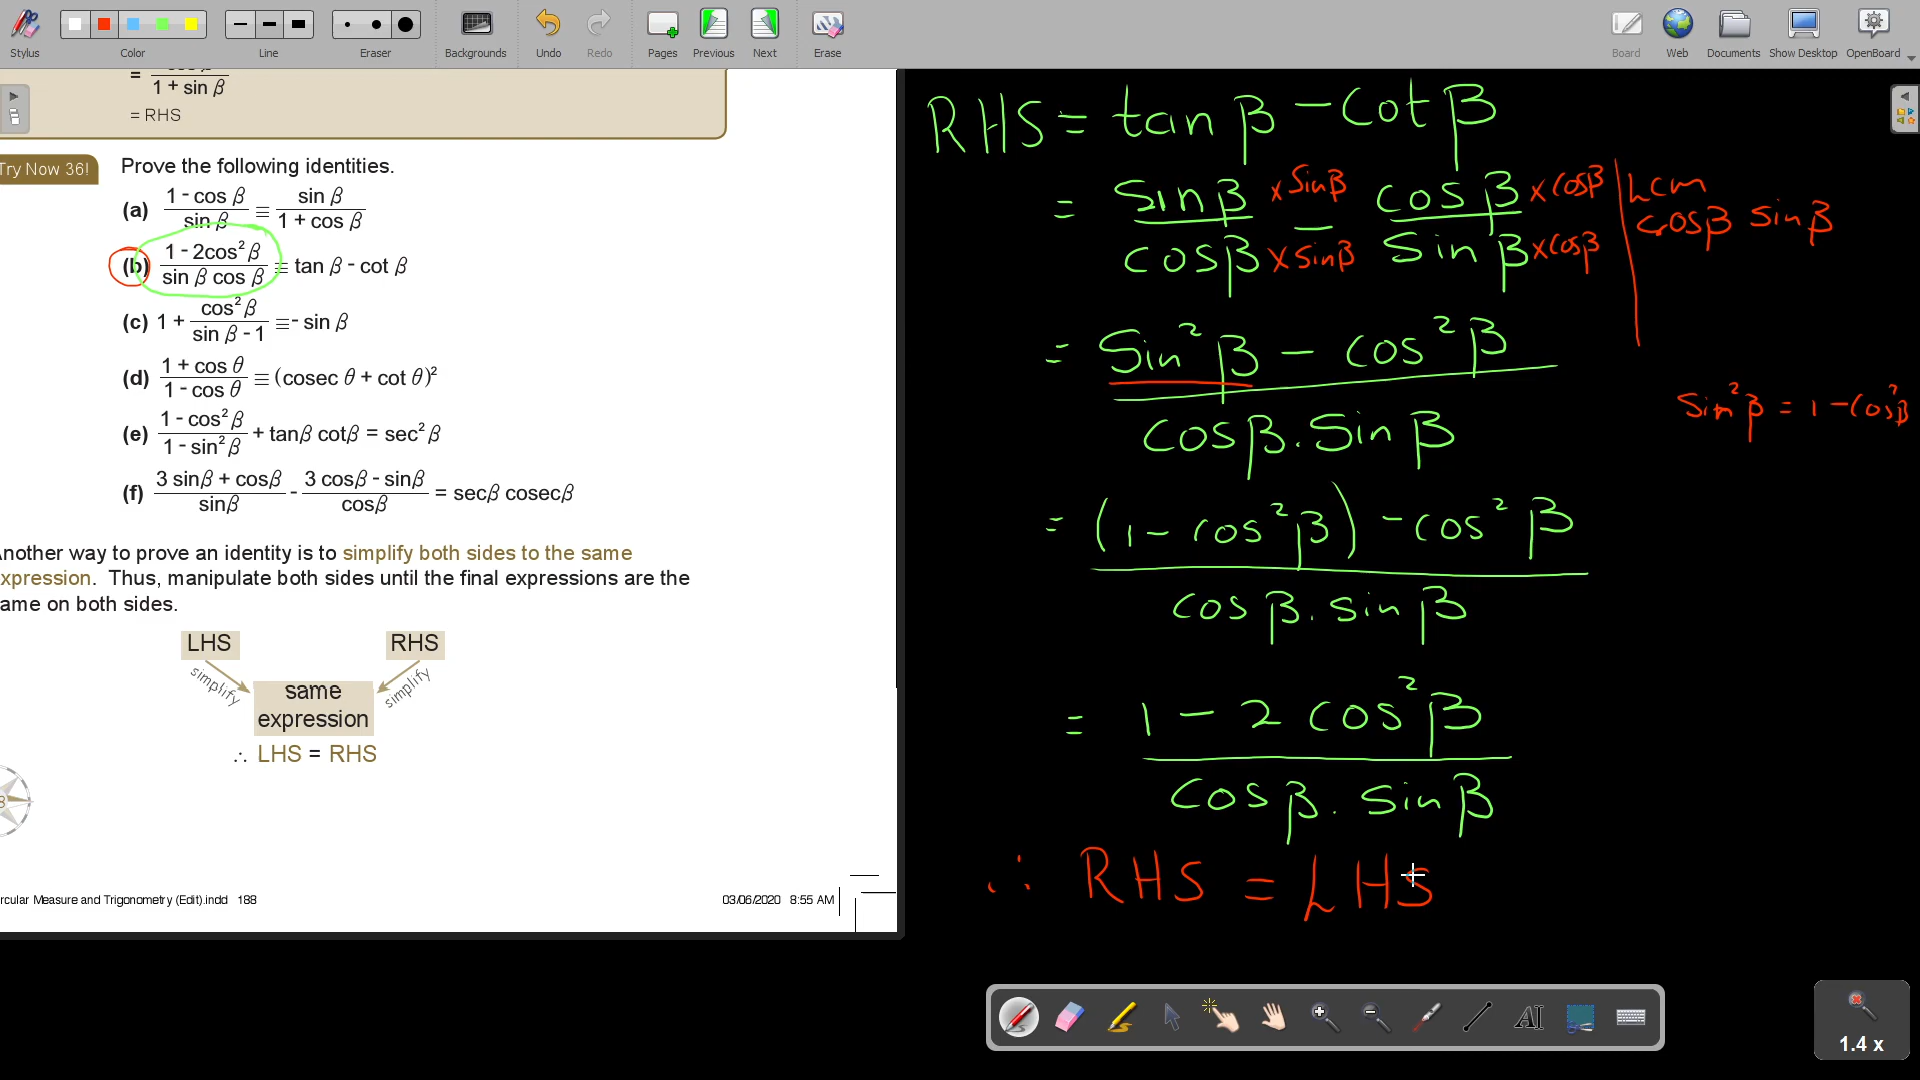 Stylus Color Line Eraser Backgrounds Undo Redo Pages Previous Next Erase Board Web Documents Show Desktop OpenBoard
= cos β / 1 + sin β
= RHS
Try Now 36!
Prove the following identities.
(a) 1 - cos β / sin β ≡ sin β / 1 + cos β
(b) 1 - 2cos² β / sin β cos β ≡ tan β - cot β
(c) 1 + cos² β / sin β - 1 ≡ - sin β
(d) 1 + cos θ / 1 - cos θ ≡ (cosec θ + cot θ)²
(e) 1 - cos² β / 1 - sin² β + tanβ cotβ = sec² β
(f) 3 sinβ + cosβ / sinβ - 3 cosβ - sinβ / cosβ = secβ cosecβ
nother way to prove an identity is to simplify both sides to the same
xpression. Thus, manipulate both sides until the final expressions are the
ame on both sides.
LHS RHS
simplify simplify
same
expression
∴ LHS = RHS
rcular Measure and Trigonometry (Edit).indd 188
03/06/2020 8:55 AM
RHS = tan β - cot β
= sin β × sin β / cos β × sin β - cos β × cos β / sin β × cos β
LCM
cos β sin β
= sin² β - cos² β / cos β . sin β
sin² β = 1 - cos² β
= (1 - cos² β) - cos² β / cos β . sin β
= 1 - 2 cos² β / cos β . sin β
∴ RHS = LHS
1.4 x